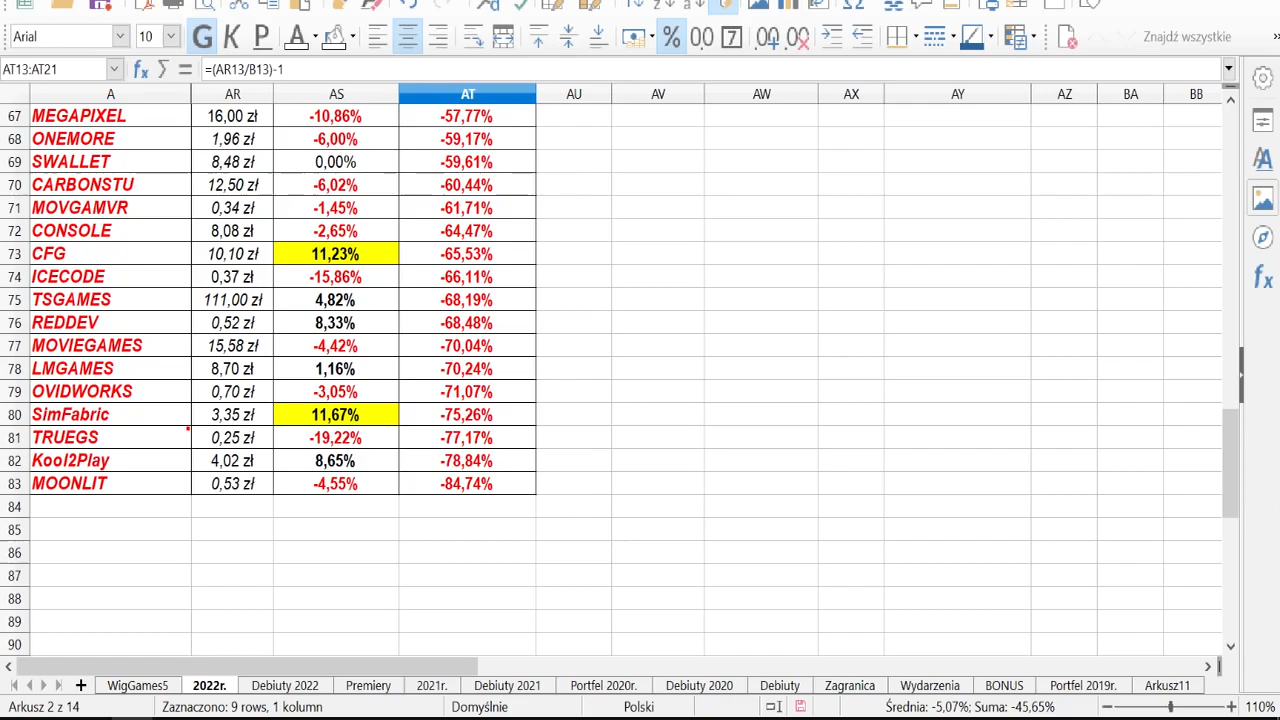 Arial 10 G K P A % 00 7 Znajdź wszystkie
AT13:AT21 fx Σ = =(AR13/B13)-1
A AR AS AT AU AV AW AX AY AZ BA BB
67 MEGAPIXEL 16,00 zł -10,86% -57,77%
68 ONEMORE 1,96 zł -6,00% -59,17%
69 SWALLET 8,48 zł 0,00% -59,61%
70 CARBONSTU 12,50 zł -6,02% -60,44%
71 MOVGAMVR 0,34 zł -1,45% -61,71%
72 CONSOLE 8,08 zł -2,65% -64,47%
73 CFG 10,10 zł 11,23% -65,53%
74 ICECODE 0,37 zł -15,86% -66,11%
75 TSGAMES 111,00 zł 4,82% -68,19%
76 REDDEV 0,52 zł 8,33% -68,48%
77 MOVIEGAMES 15,58 zł -4,42% -70,04%
78 LMGAMES 8,70 zł 1,16% -70,24%
79 OVIDWORKS 0,70 zł -3,05% -71,07%
80 SimFabric 3,35 zł 11,67% -75,26%
81 TRUEGS 0,25 zł -19,22% -77,17%
82 Kool2Play 4,02 zł 8,65% -78,84%
83 MOONLIT 0,53 zł -4,55% -84,74%
84
85
86
87
88
89
90
WigGames5 2022r. Debiuty 2022 Premiery 2021r. Debiuty 2021 Portfel 2020r. Debiuty 2020 Debiuty Zagranica Wydarzenia BONUS Portfel 2019r. Arkusz11
Arkusz 2 z 14 Zaznaczono: 9 rows, 1 kolumn Domyślnie Polski Średnia: -5,07%; Suma: -45,65% 110%